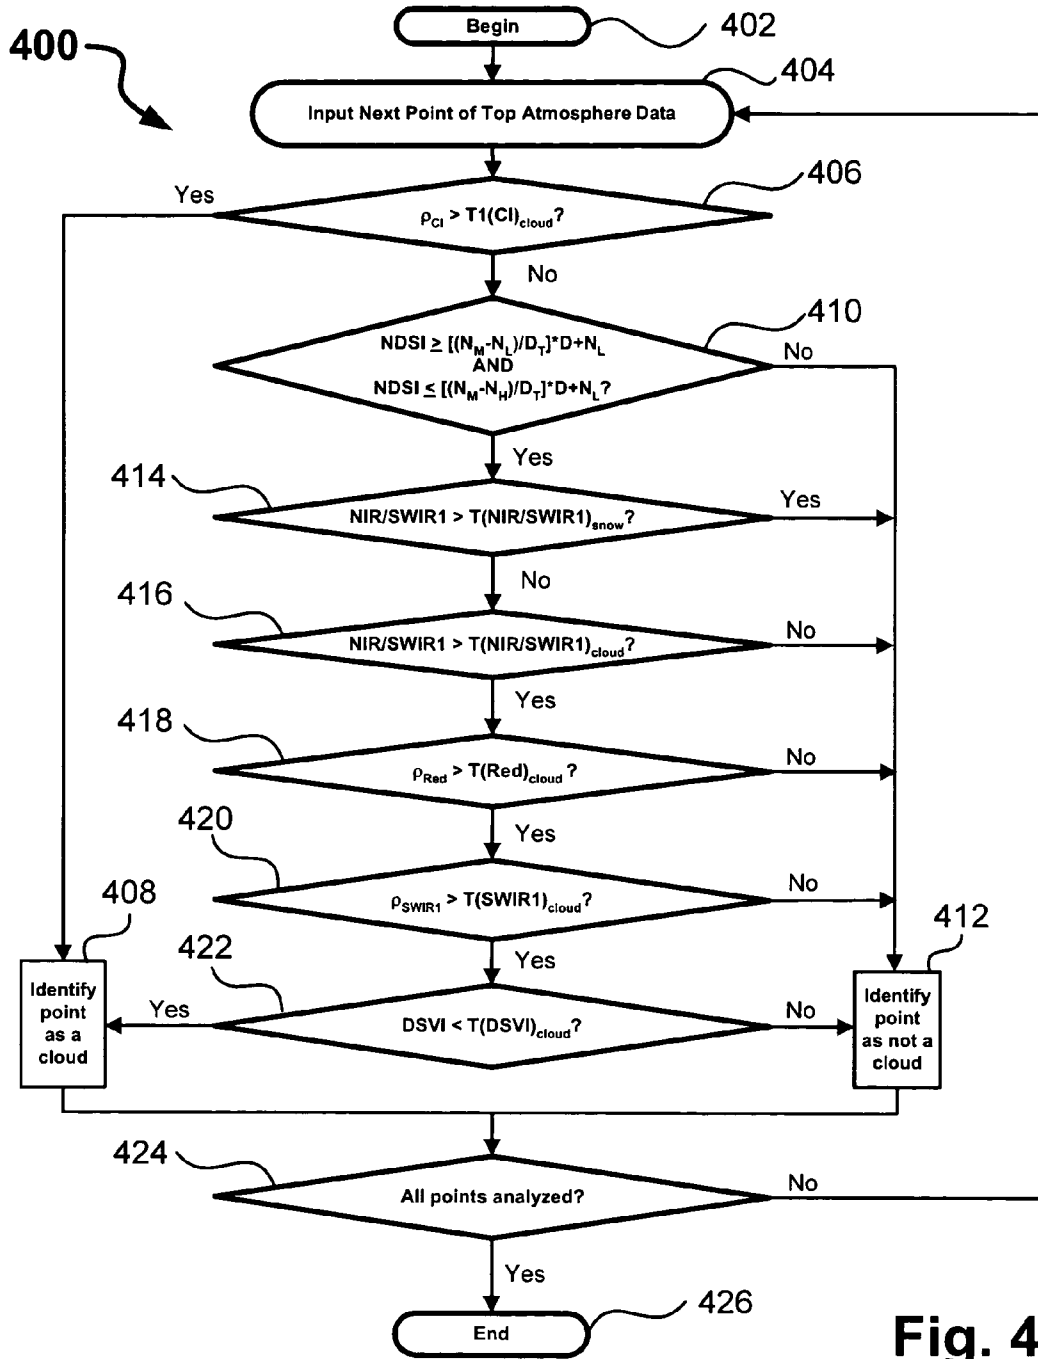 Begin
402
400
404
Input Next Point of Top Atmosphere Data
406
Yes
ρCI > T1(CI)cloud?
No
410
NDSI ≥ [(NM-NL)/DT]*D+NL
AND
NDSI ≤ [(NM-NH)/DT]*D+NL?
No
Yes
414
NIR/SWIR1 > T(NIR/SWIR1)snow?
Yes
No
416
NIR/SWIR1 > T(NIR/SWIR1)cloud?
No
Yes
418
ρRed > T(Red)cloud ?
No
Yes
420
ρSWIR1 > T(SWIR1)cloud?
No
408
Yes
412
422
Identify
point
as a
cloud
Yes
DSVI < T(DSVI)cloud?
No
Identify
point
as not a
cloud
424
All points analyzed?
No
Yes
426
End
Fig. 4